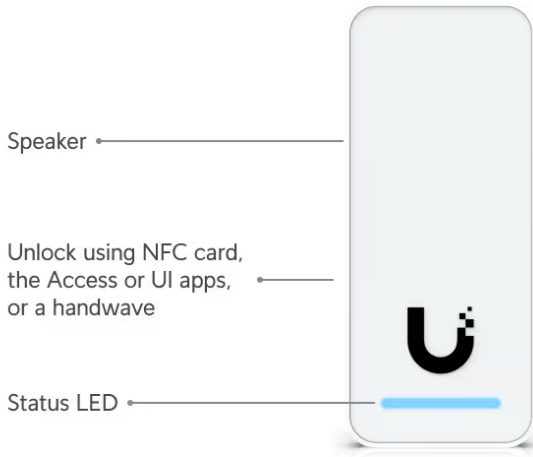 Speaker
Unlock using NFC card,
the Access or UI apps,
or a handwave
Status LED